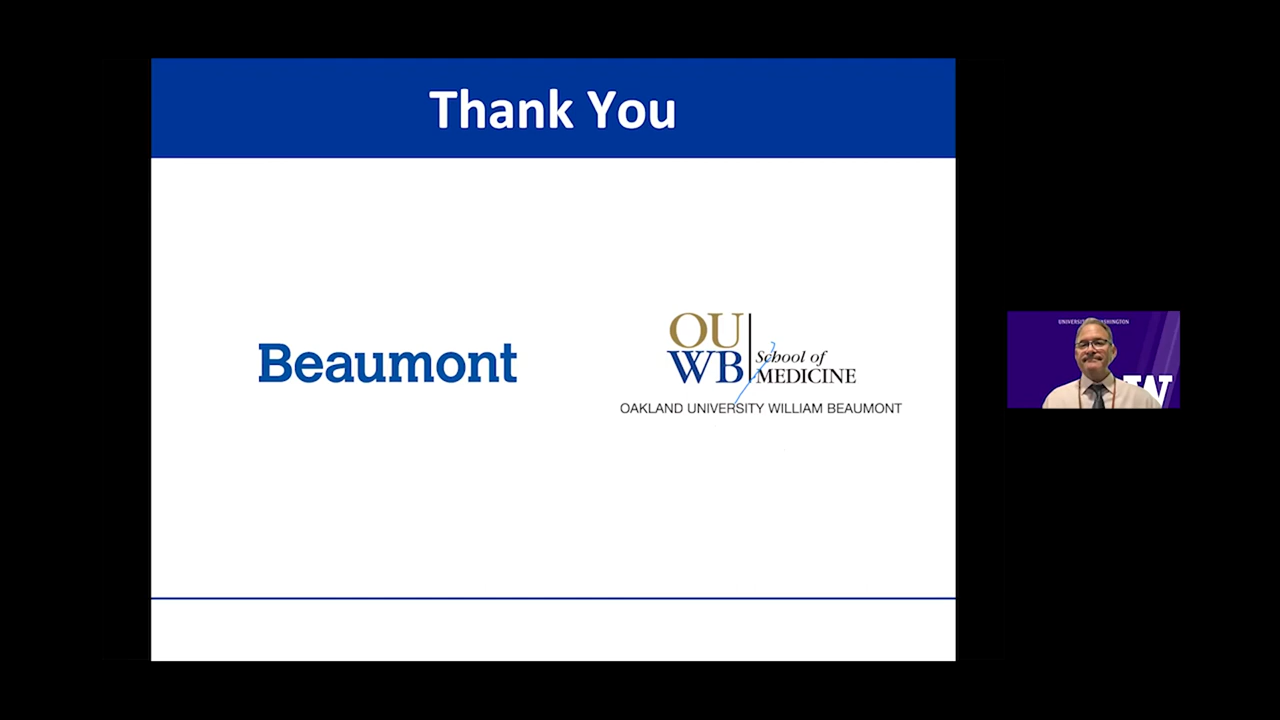 Thank You
Beaumont
OU
WB
School of
MEDICINE
OAKLAND UNIVERSITY WILLIAM BEAUMONT
W